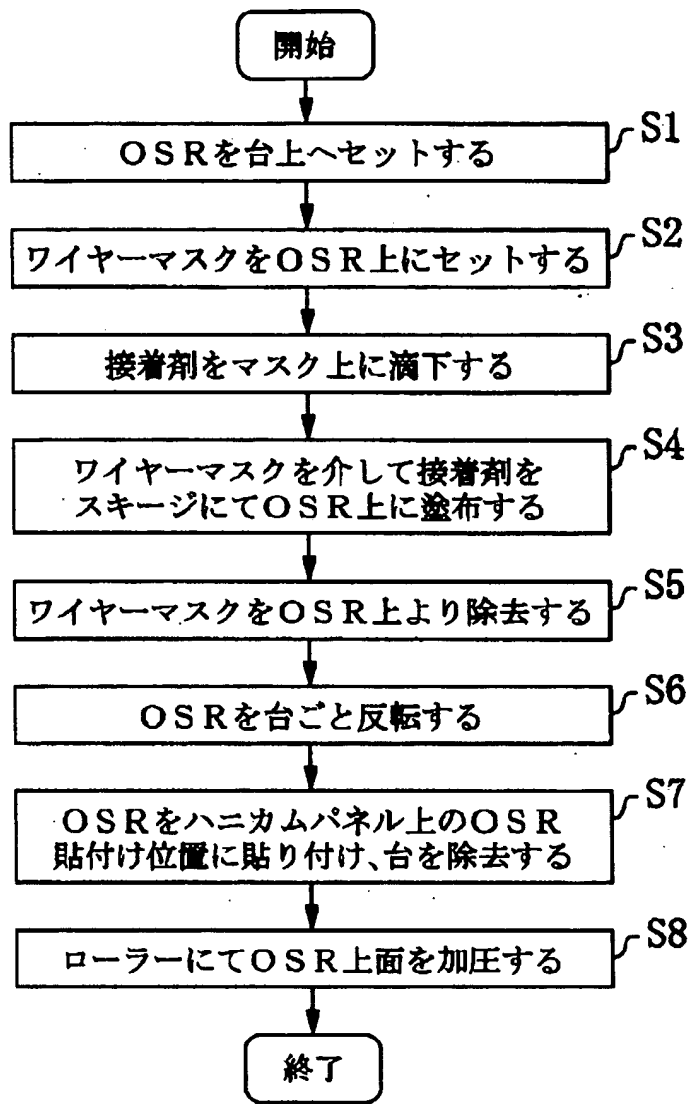 開始
OSRを台上へセットする
S1
ワイヤーマスクをOSR上にセットする
S2
接着剤をマスク上に滴下する
S3
ワイヤーマスクを介して接着剤を
スキージにてOSR上に塗布する
S4
ワイヤーマスクをOSR上より除去する
S5
OSRを台ごと反転する
S6
OSRをハニカムパネル上のOSR
貼付け位置に貼り付け、台を除去する
S7
ローラーにてOSR上面を加圧する
S8
終了